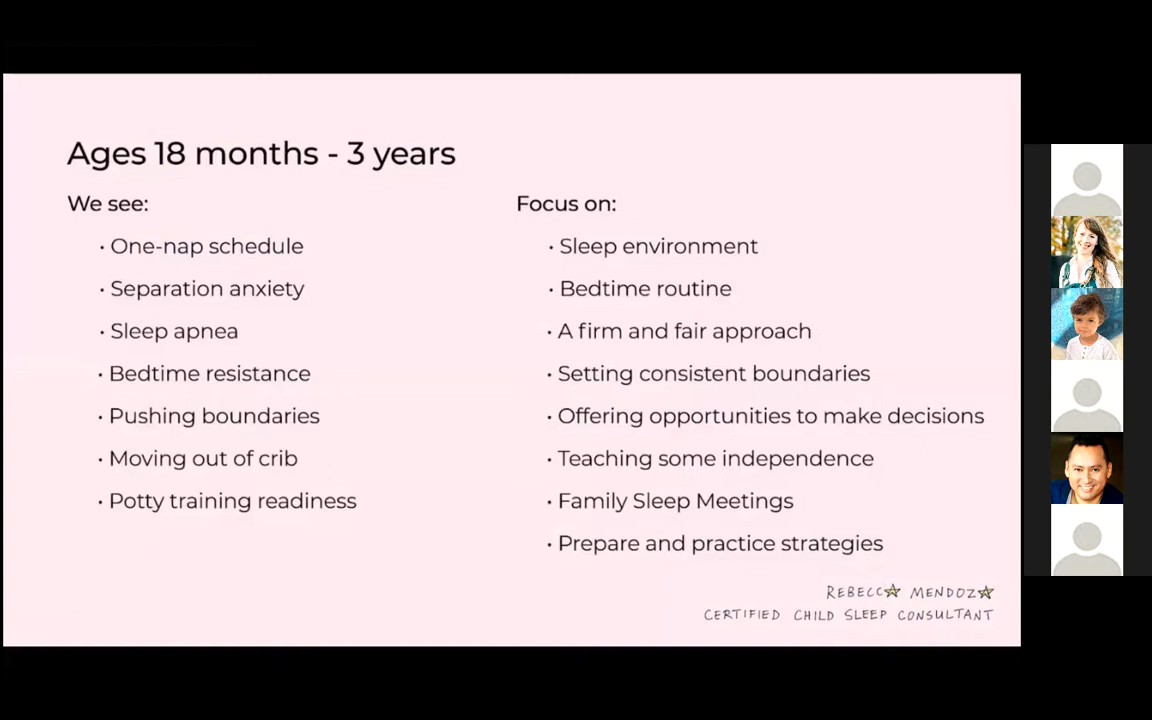 Ages 18 months - 3 years
We see:
• One-nap schedule
• Separation anxiety
• Sleep apnea
• Bedtime resistance
• Pushing boundaries
• Moving out of crib
• Potty training readiness
Focus on:
• Sleep environment
• Bedtime routine
• A firm and fair approach
• Setting consistent boundaries
• Offering opportunities to make decisions
• Teaching some independence
• Family Sleep Meetings
• Prepare and practice strategies
REBECC☆ MENDOZ☆
CERTIFIED CHILD SLEEP CONSULTANT